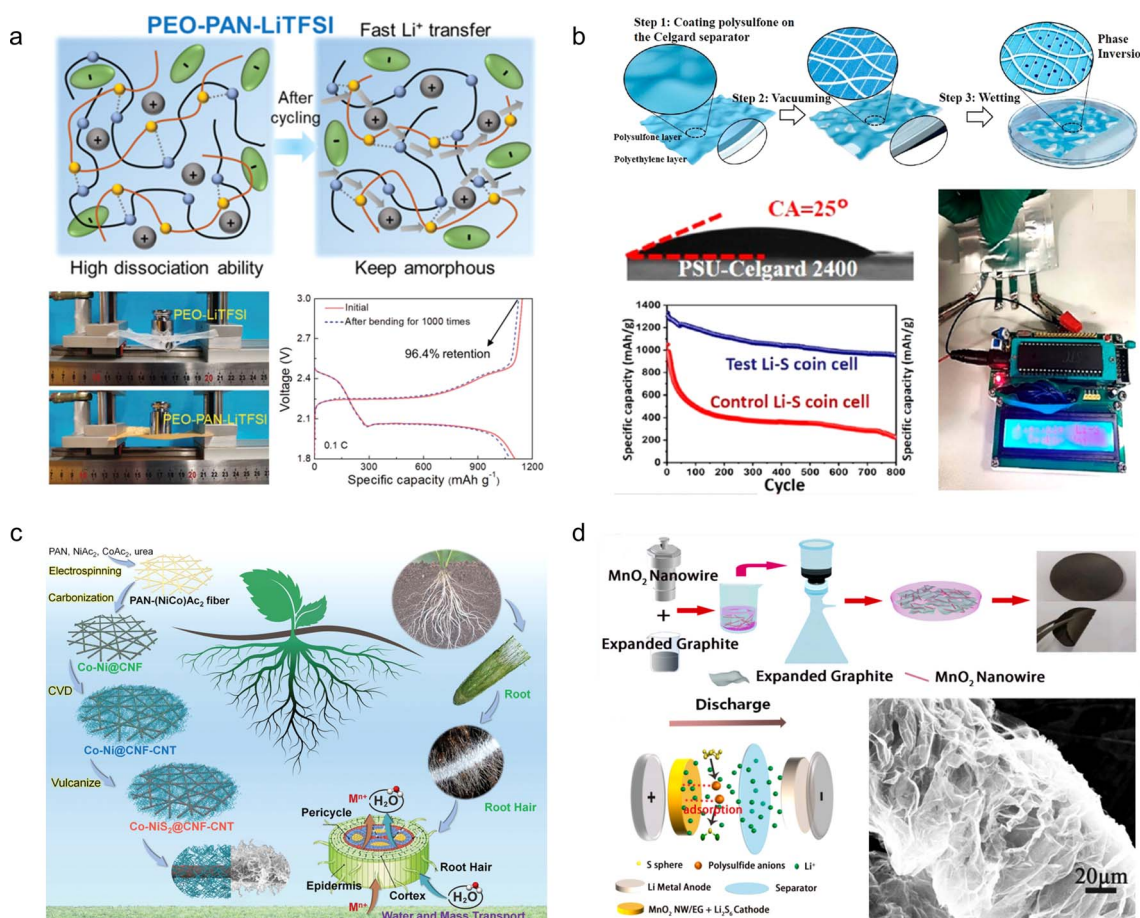 a
PEO-PAN-LiTFSI
Fast Li⁺ transfer
After
cycling
High dissociation ability
Keep amorphous
PEO-LiTFSI
PEO-PAN-LiTFSI
Initial
After bending for 1000 times
96.4% retention
0.1 C
Voltage (V)
3.0
2.7
2.4
2.1
1.8
0 300 600 900 1200
Specific capacity (mAh g⁻¹)
b
Step 1: Coating polysulfone on
the Celgard separator
Step 2: Vacuuming
Step 3: Wetting
Phase
Inversion
Polysulfone layer
Polyethylene layer
CA=25°
PSU-Celgard 2400
Specific capacity (mAh/g)
1400
1200
1000
800
600
400
200
0
Test Li-S coin cell
Control Li-S coin cell
Specific capacity (mAh/g)
0 100 200 300 400 500 600 700 800
Cycle
c
PAN, NiAc₂, CoAc₂, urea
Electrospinning
Carbonization
PAN-(NiCo)Ac₂ fiber
Co-Ni@CNF
CVD
Co-Ni@CNF-CNT
Vulcanize
Co-NiS₂@CNF-CNT
Root
Root Hair
Mⁿ⁺
H₂O
Pericycle
Root Hair
Epidermis
Cortex
H₂O
Mⁿ⁺
Water and Mass Transport
d
MnO₂ Nanowire
+
Expanded Graphite
Expanded Graphite
MnO₂ Nanowire
Discharge
+
adsorption
-
S sphere
Polysulfide anions
Li⁺
Li Metal Anode
Separator
MnO₂ NW/EG + Li₂S₆ Cathode
20μm